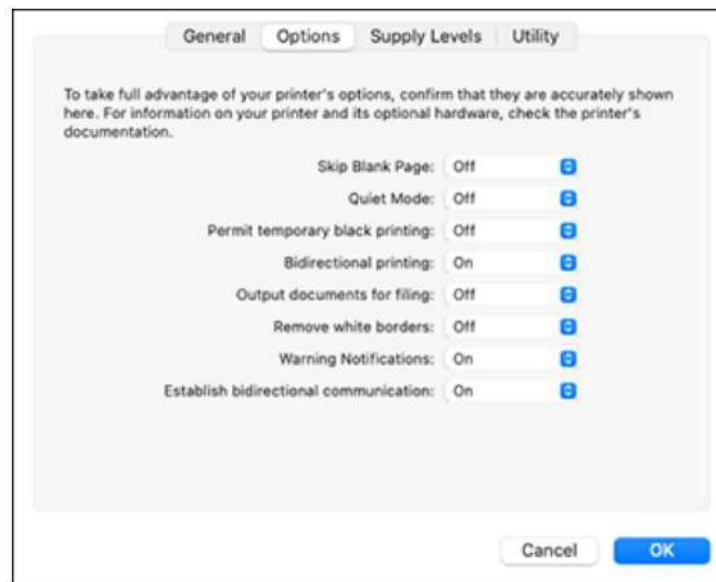 General Options Supply Levels Utility
To take full advantage of your printer's options, confirm that they are accurately shown
here. For information on your printer and its optional hardware, check the printer's
documentation.
Skip Blank Page: Off
Quiet Mode: Off
Permit temporary black printing: Off
Bidirectional printing: On
Output documents for filing: Off
Remove white borders: Off
Warning Notifications: On
Establish bidirectional communication: On
Cancel OK